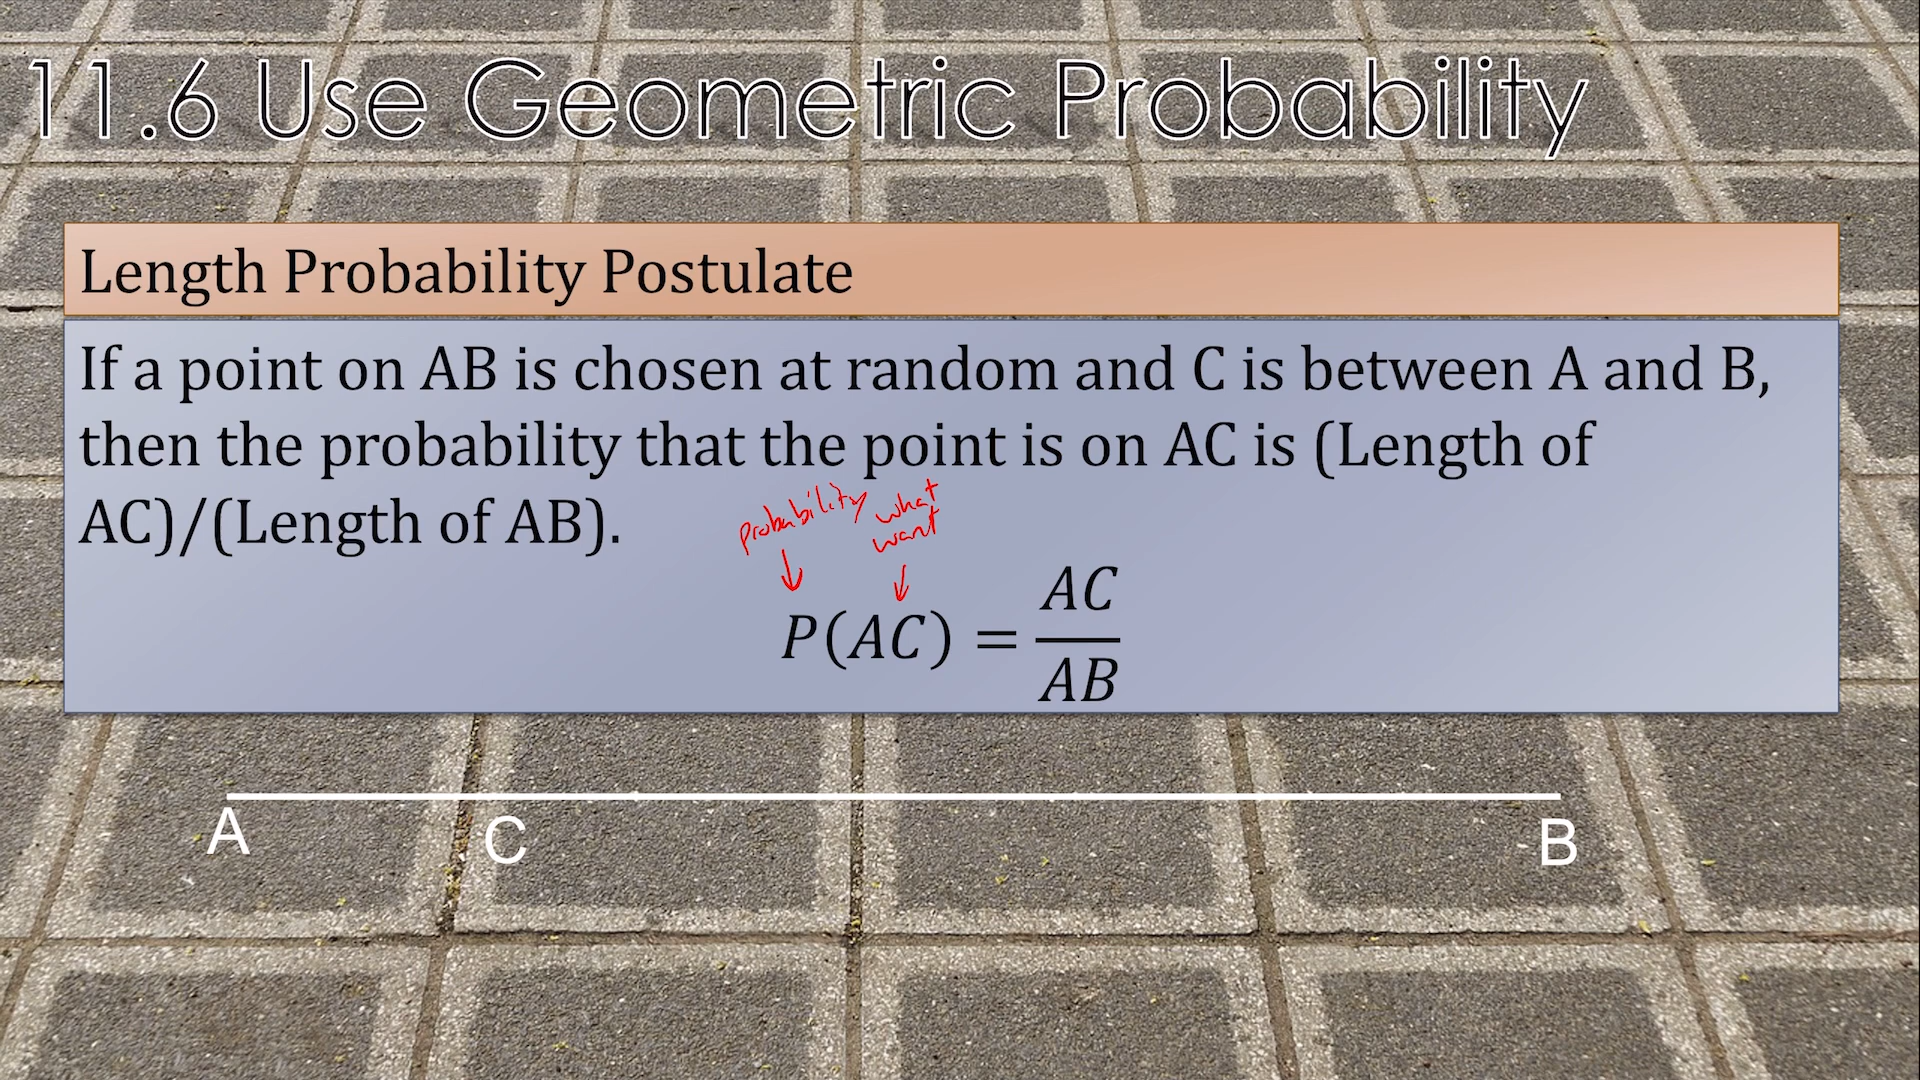 11.6 Use Geometric Probability
Length Probability Postulate
If a point on AB is chosen at random and C is between A and B,
then the probability that the point is on AC is (Length of
AC)/(Length of AB).
probability what
want
P(AC) = AC/AB
A C B